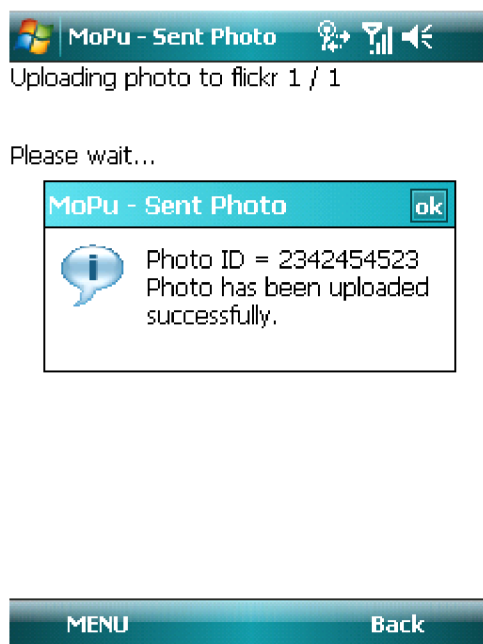 MoPu - Sent Photo
Uploading photo to flickr 1 / 1
Please wait...
MoPu - Sent Photo ok
Photo ID = 2342454523
Photo has been uploaded
successfully.
MENU Back